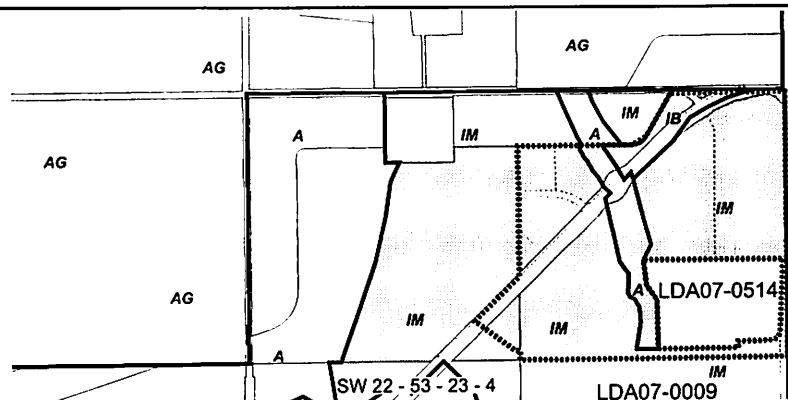 AG
AG
A
IM
A
IM
IB
AG
IM
AG
A
LDA07-0514
IM
IM
A
IM
SW 22 - 53 - 23 - 4
LDA07-0009